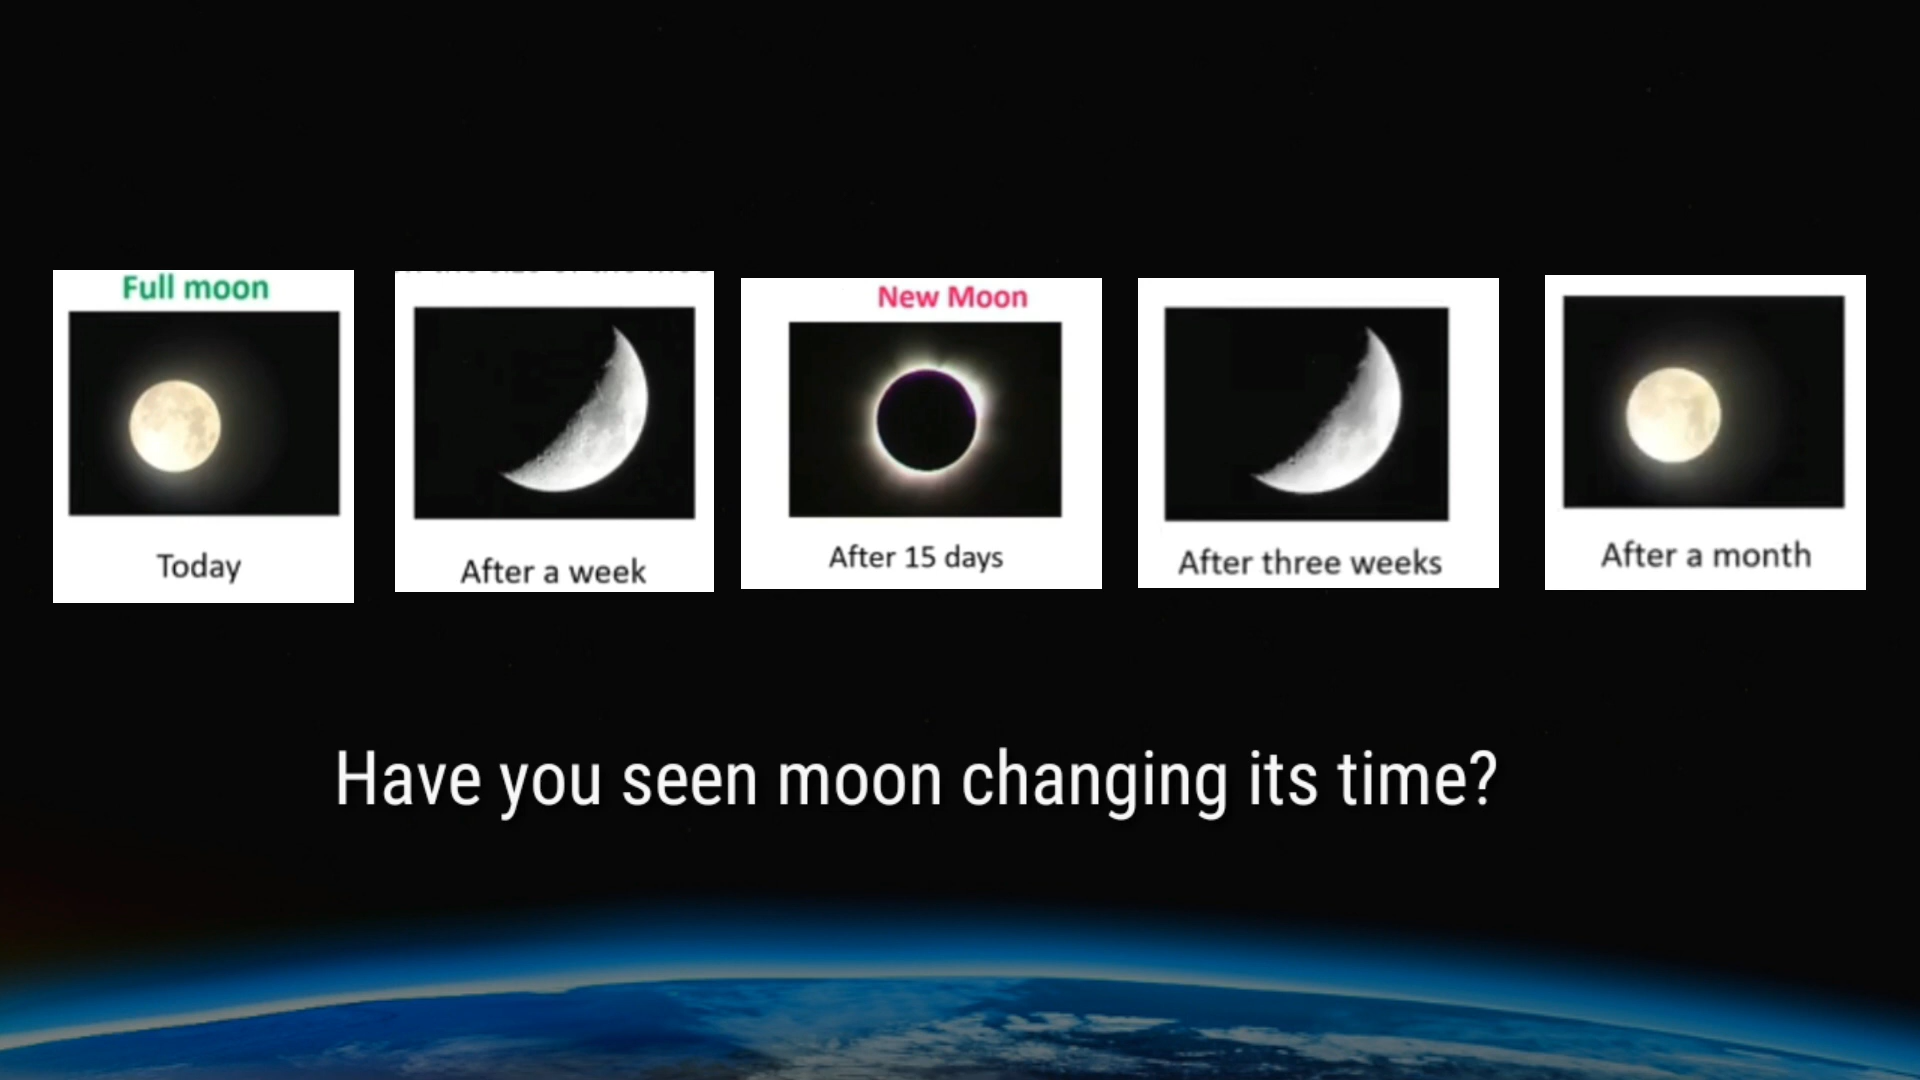 Full moon
New Moon
Today
After a week
After 15 days
After three weeks
After a month
Have you seen moon changing its time?